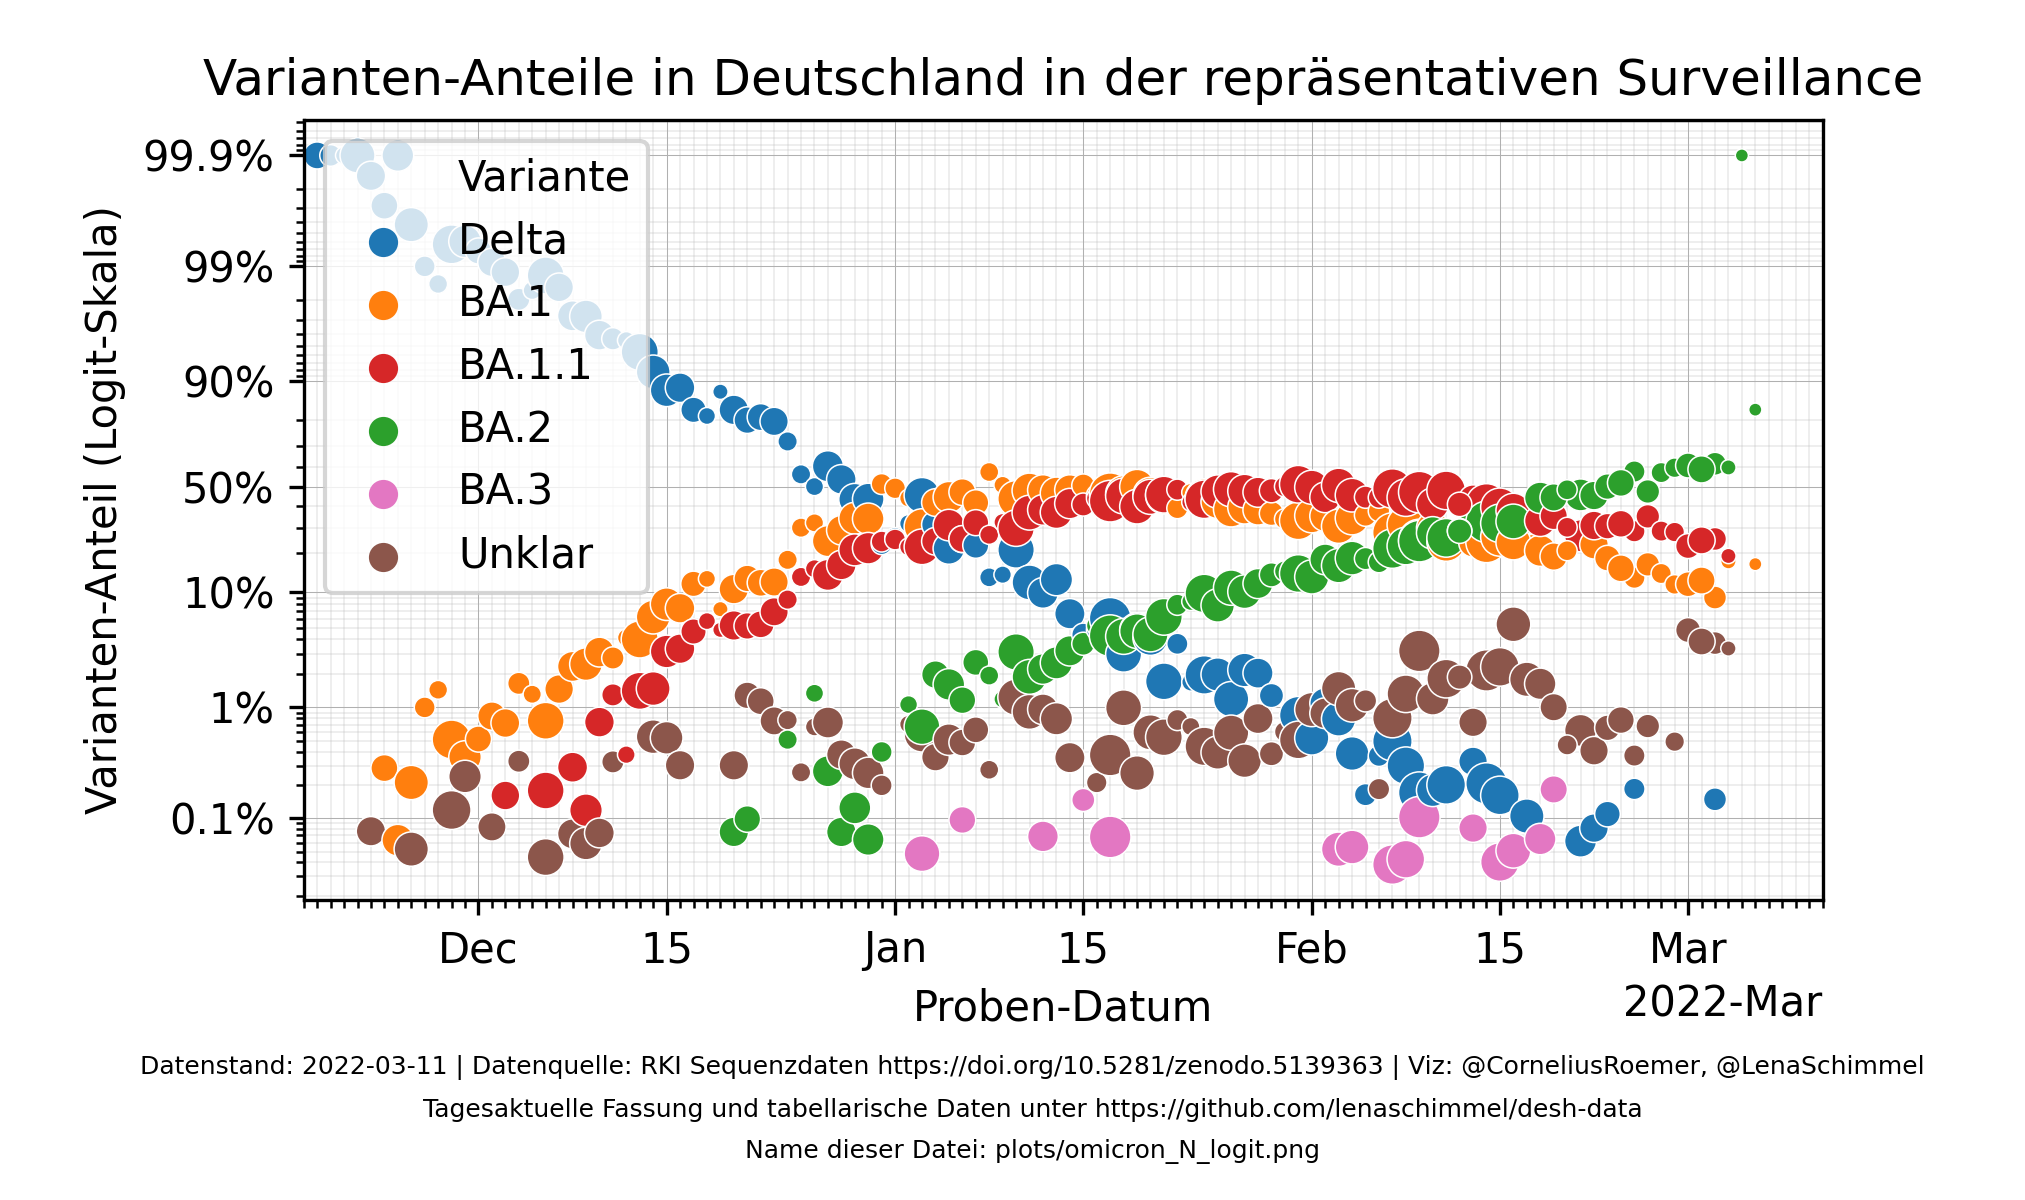 Varianten-Anteile in Deutschland in der repräsentativen Surveillance
Varianten-Anteil (Logit-Skala)
99.9%
99%
90%
50%
10%
1%
0.1%
Variante
Delta
BA.1
BA.1.1
BA.2
BA.3
Unklar
Dec 15 Jan 15 Feb 15 Mar
Proben-Datum
2022-Mar
Datenstand: 2022-03-11 | Datenquelle: RKI Sequenzdaten https://doi.org/10.5281/zenodo.5139363 | Viz: @CorneliusRoemer, @LenaSchimmel
Tagesaktuelle Fassung und tabellarische Daten unter https://github.com/lenaschimmel/desh-data
Name dieser Datei: plots/omicron_N_logit.png